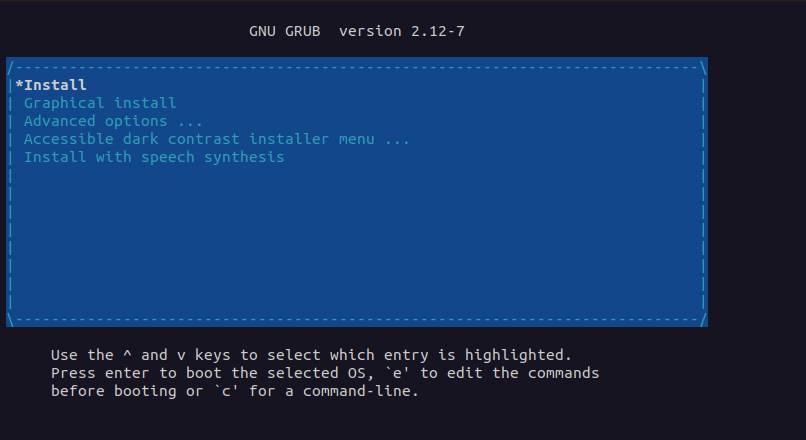 GNU GRUB  version 2.12-7
/----------------------------------------------------------------------------\
|*Install                                                                    |
| Graphical install                                                          |
| Advanced options ...                                                       |
| Accessible dark contrast installer menu ...                                |
| Install with speech synthesis                                              |
\----------------------------------------------------------------------------/
Use the ^ and v keys to select which entry is highlighted.
Press enter to boot the selected OS, `e' to edit the commands
before booting or `c' for a command-line.